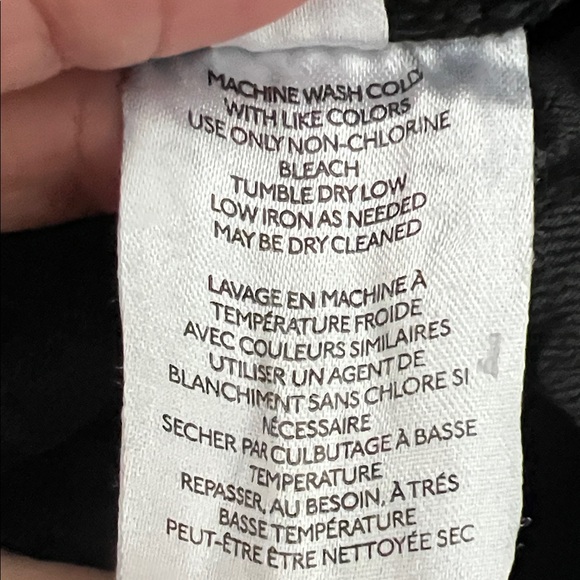 MACHINE WASH COLD
WITH LIKE COLORS
USE ONLY NON-CHLORINE
BLEACH
TUMBLE DRY LOW
LOW IRON AS NEEDED
MAY BE DRY CLEANED
LAVAGE EN MACHINE À
TEMPÉRATURE FROIDE
AVEC COULEURS SIMILAIRES
UTILISER UN AGENT DE
BLANCHIMENT SANS CHLORE SI
NÉCESSAIRE
SECHER PAR CULBUTAGE À BASSE
TEMPERATURE
REPASSER, AU BESOIN, À TRÉS
BASSE TEMPÉRATURE
PEUT-ÊTRE ÊTRE NETTOYÉE SEC